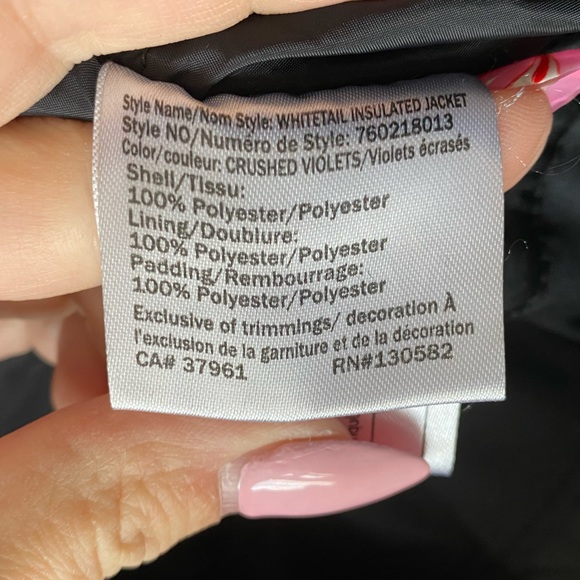 Style Name/Nom Style: WHITETAIL INSULATED JACKET
Style NO/Numéro de Style: 760218013
Color/couleur: CRUSHED VIOLETS/Violets écrasés
Shell/Tissu:
100% Polyester/Polyester
Lining/Doublure:
100% Polyester/Polyester
Padding/Rembourrage:
100% Polyester/Polyester
Exclusive of trimmings/ decoration À
l'exclusion de la garniture et de la décoration
CA# 37961 RN#130582